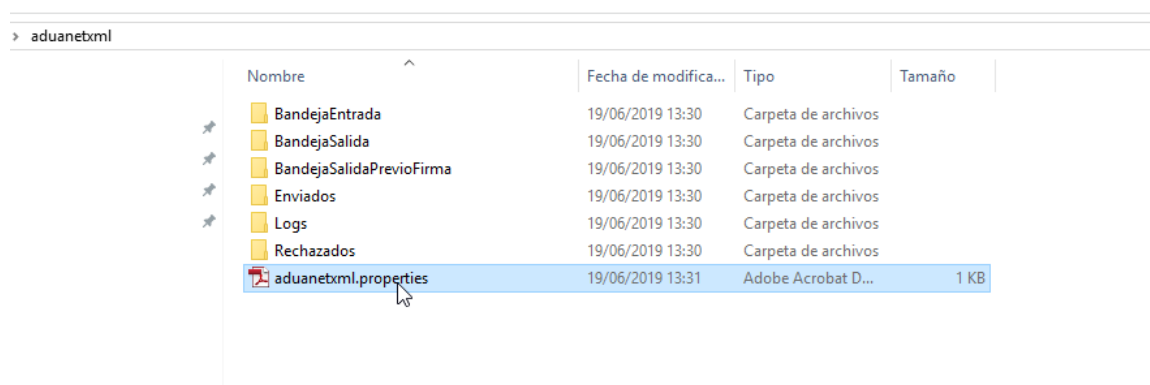 > aduanetxml
Nombre Fecha de modifica... Tipo Tamaño
BandejaEntrada 19/06/2019 13:30 Carpeta de archivos
BandejaSalida 19/06/2019 13:30 Carpeta de archivos
BandejaSalidaPrevioFirma 19/06/2019 13:30 Carpeta de archivos
Enviados 19/06/2019 13:30 Carpeta de archivos
Logs 19/06/2019 13:30 Carpeta de archivos
Rechazados 19/06/2019 13:30 Carpeta de archivos
aduanetxml.properties 19/06/2019 13:31 Adobe Acrobat D... 1 KB